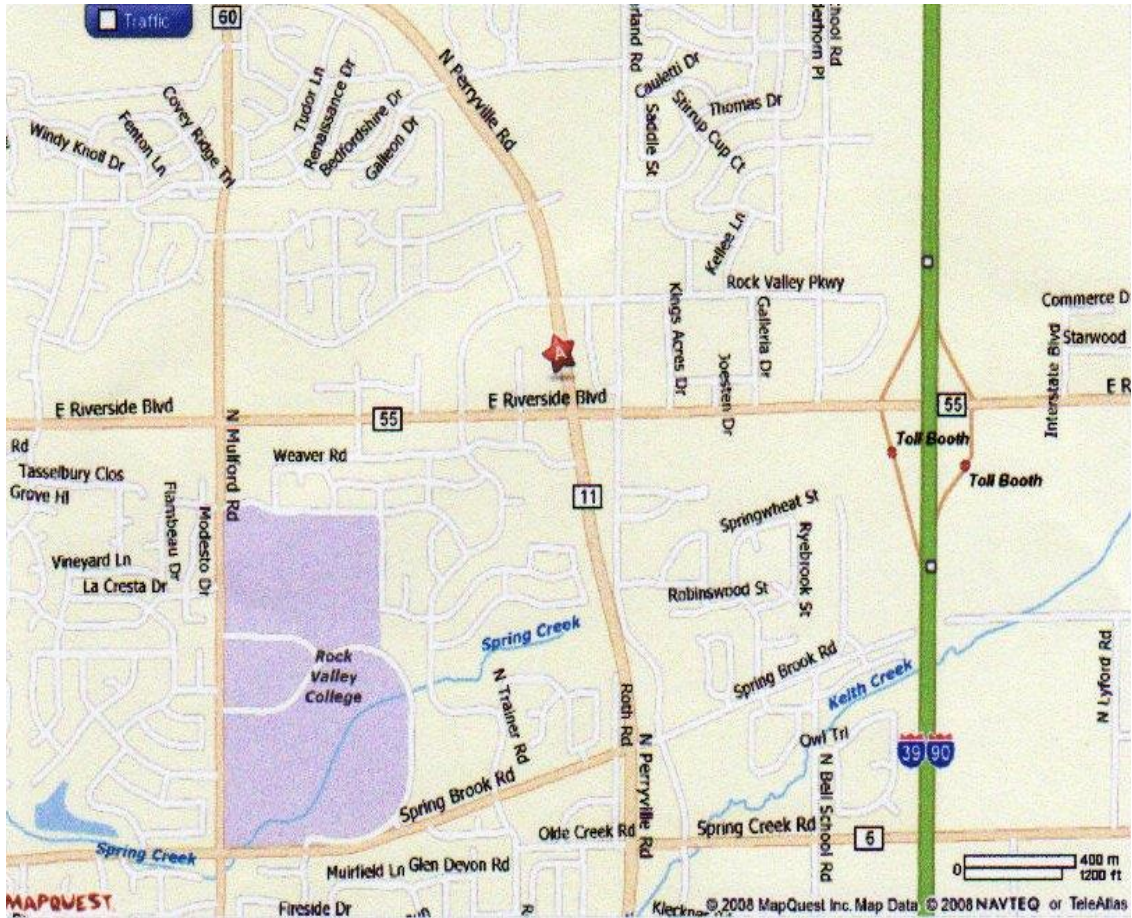 Traffic
60
N Perryville Rd
rland Rd
Cauletti Dr
Saddle St
Stirrup Cup Ct
Thomas Dr
derhorn Pl
chool Rd
Tudor Ln
Renaissance Dr
Bedfordshire Dr
Galleon Dr
Covey Ridge Trl
Fenton Ln
Windy Knoll Dr
Kellee Ln
Rock Valley Pkwy
Kings Acres Dr
Galleria Dr
Joesten Dr
Commerce D
Starwood
Interstate Blvd
A
E Riverside Blvd
55
E Riverside Blvd
55
E R
N Mulford Rd
Rd
Weaver Rd
Toll Booth
Toll Booth
Tasselbury Clos
Grove Hl
Flambeau Dr
Modesto Dr
11
Springwheat St
Ryebrook St
Vineyard Ln
La Cresta Dr
Robinswood St
Spring Creek
Rock
Valley
College
N Trainer Rd
Spring Brook Rd
Keith Creek
N Lyford Rd
Roth Rd
N Perryville Rd
Owl Trl
N Bell School Rd
39 90
Spring Brook Rd
Olde Creek Rd
Spring Creek Rd
6
Spring Creek
Muirfield Ln
Glen Devon Rd
400 m
0
1200 ft
MAPQUEST.
Fireside Dr
© 2008 MapQuest Inc. Map Data © 2008 NAVTEQ or TeleAtlas